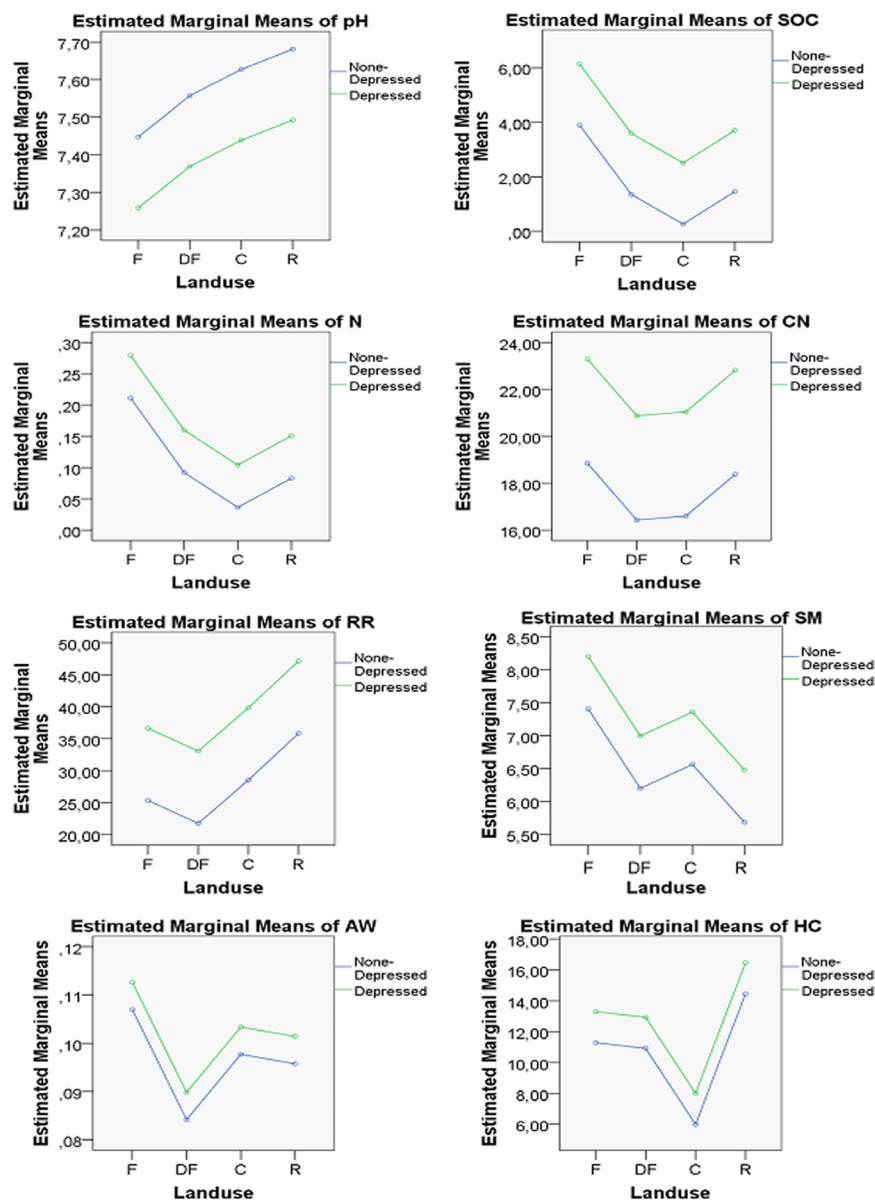 Estimated Marginal Means of pH
Estimated Marginal
Means
7,70
7,60
7,50
7,40
7,30
7,20
F DF C R
Landuse
None-
Depressed
Depressed
Estimated Marginal Means of SOC
Estimated Marginal
Means
6,00
4,00
2,00
,00
F DF C R
Landuse
None-
Depressed
Depressed
Estimated Marginal Means of N
Estimated Marginal
Means
,30
,25
,20
,15
,10
,05
,00
F DF C R
Landuse
None-
Depressed
Depressed
Estimated Marginal Means of CN
Estimated Marginal
Means
24,00
22,00
20,00
18,00
16,00
F DF C R
Landuse
None-
Depressed
Depressed
Estimated Marginal Means of RR
Estimated Marginal
Means
50,00
45,00
40,00
35,00
30,00
25,00
20,00
F DF C R
Landuse
None-
Depressed
Depressed
Estimated Marginal Means of SM
Estimated Marginal Means
8,50
8,00
7,50
7,00
6,50
6,00
5,50
F DF C R
Landuse
None-
Depressed
Depressed
Estimated Marginal Means of AW
Estimated Marginal Means
,12
,11
,10
,09
,08
F DF C R
Landuse
None-
Depressed
Depressed
Estimated Marginal Means of HC
Estimated Marginal Means
18,00
16,00
14,00
12,00
10,00
8,00
6,00
F DF C R
Landuse
None-
Depressed
Depressed